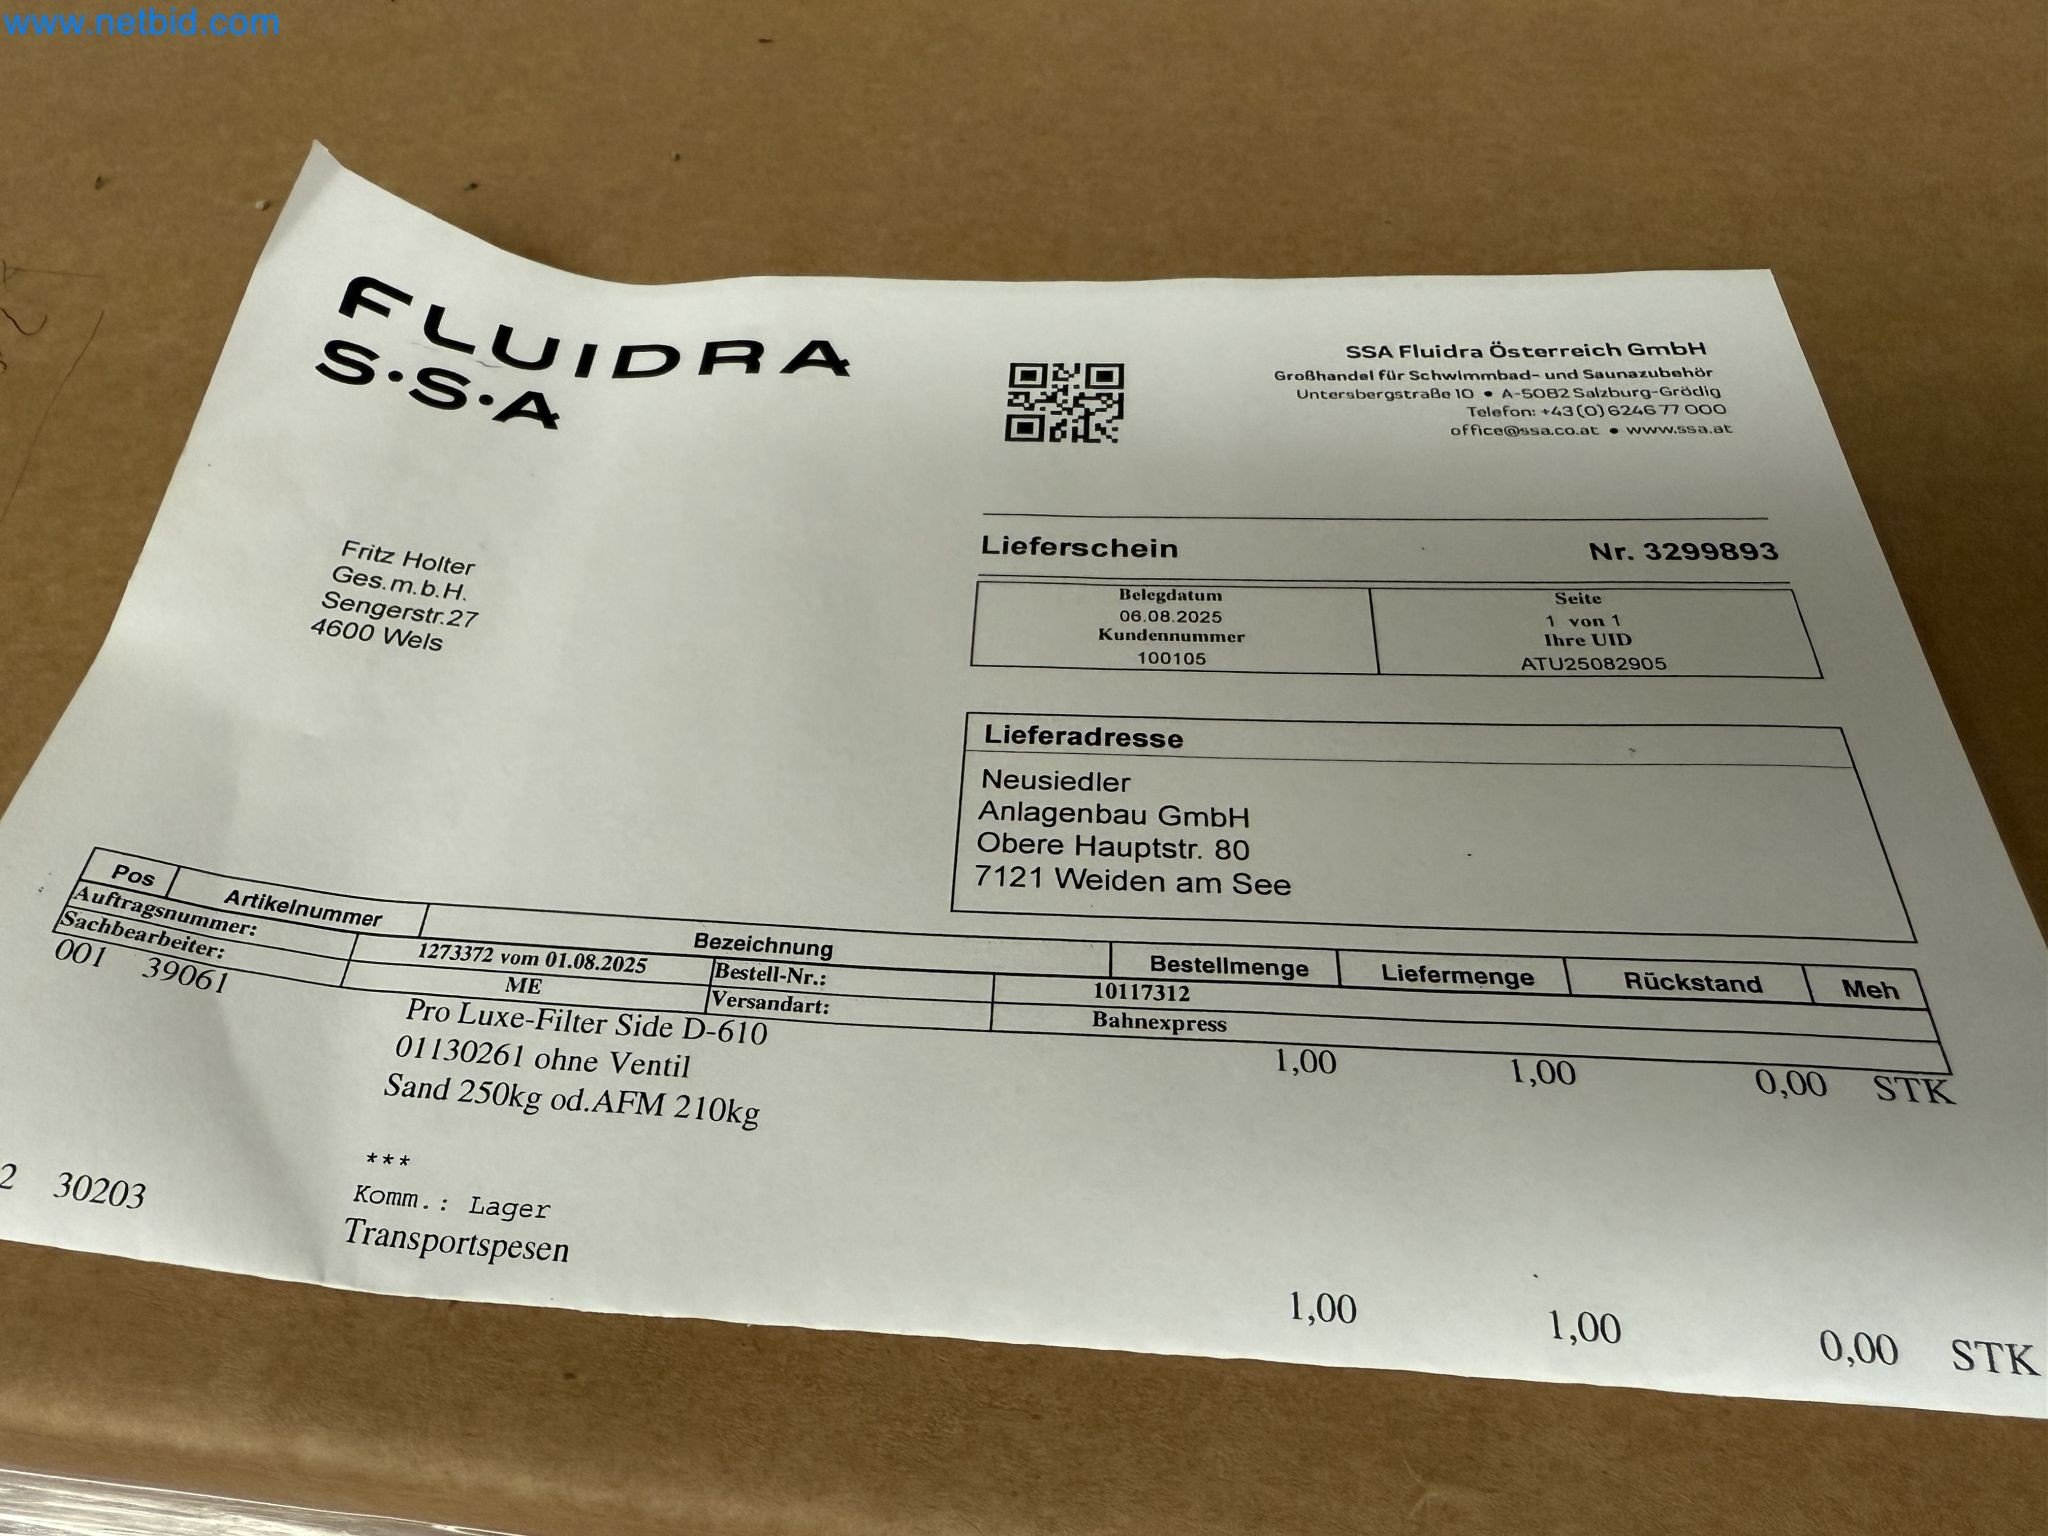 www.netbid.com
FLUIDRA
S·S·A
SSA Fluidra Österreich GmbH
Großhandel für Schwimmbad- und Saunazubehör
Untersbergstraße 10 • A-5082 Salzburg-Grödig
Telefon: +43(0)6246 77 000
office@ssa.co.at • www.ssa.at
Fritz Holter
Ges.m.b.H.
Sengerstr.27
4600 Wels
Lieferschein Nr. 3299893
Belegdatum Seite
06.08.2025 1 von 1
Kundennummer Ihre UID
100105 ATU25082905
Lieferadresse
Neusiedler
Anlagenbau GmbH
Obere Hauptstr. 80
7121 Weiden am See
Pos Artikelnummer Bezeichnung Bestellmenge Liefermenge Rückstand Meh
Auftragsnummer: 1273372 vom 01.08.2025 Bestell-Nr.: 10117312
Sachbearbeiter: ME Versandart: Bahnexpress
001 39061 Pro Luxe-Filter Side D-610 1,00 1,00 0,00 STK
01130261 ohne Ventil
Sand 250kg od.AFM 210kg
***
Komm.: Lager
2 30203 Transportspesen 1,00 1,00 0,00 STK